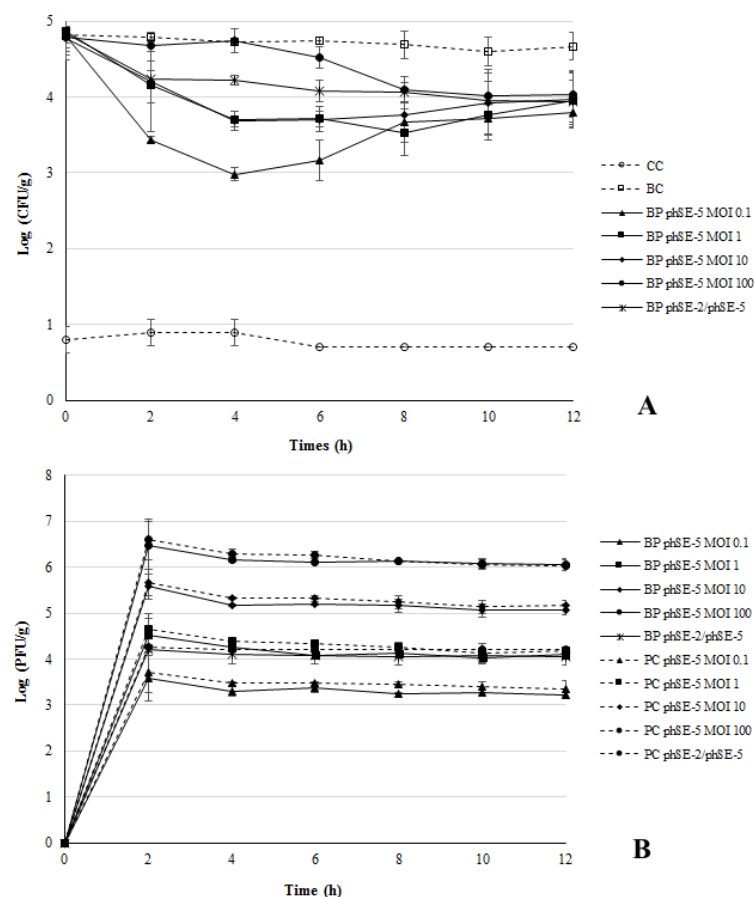 5
4
3
2
1
0
Log (CFU/g)
0 2 4 6 8 10 12
Times (h)
CC
BC
BP phSE-5 MOI 0.1
BP phSE-5 MOI 1
BP phSE-5 MOI 10
BP phSE-5 MOI 100
BP phSE-2/phSE-5
A
8
7
6
5
4
3
2
1
0
Log (PFU/g)
0 2 4 6 8 10 12
Time (h)
BP phSE-5 MOI 0.1
BP phSE-5 MOI 1
BP phSE-5 MOI 10
BP phSE-5 MOI 100
BP phSE-2/phSE-5
PC phSE-5 MOI 0.1
PC phSE-5 MOI 1
PC phSE-5 MOI 10
PC phSE-5 MOI 100
PC phSE-2/phSE-5
B